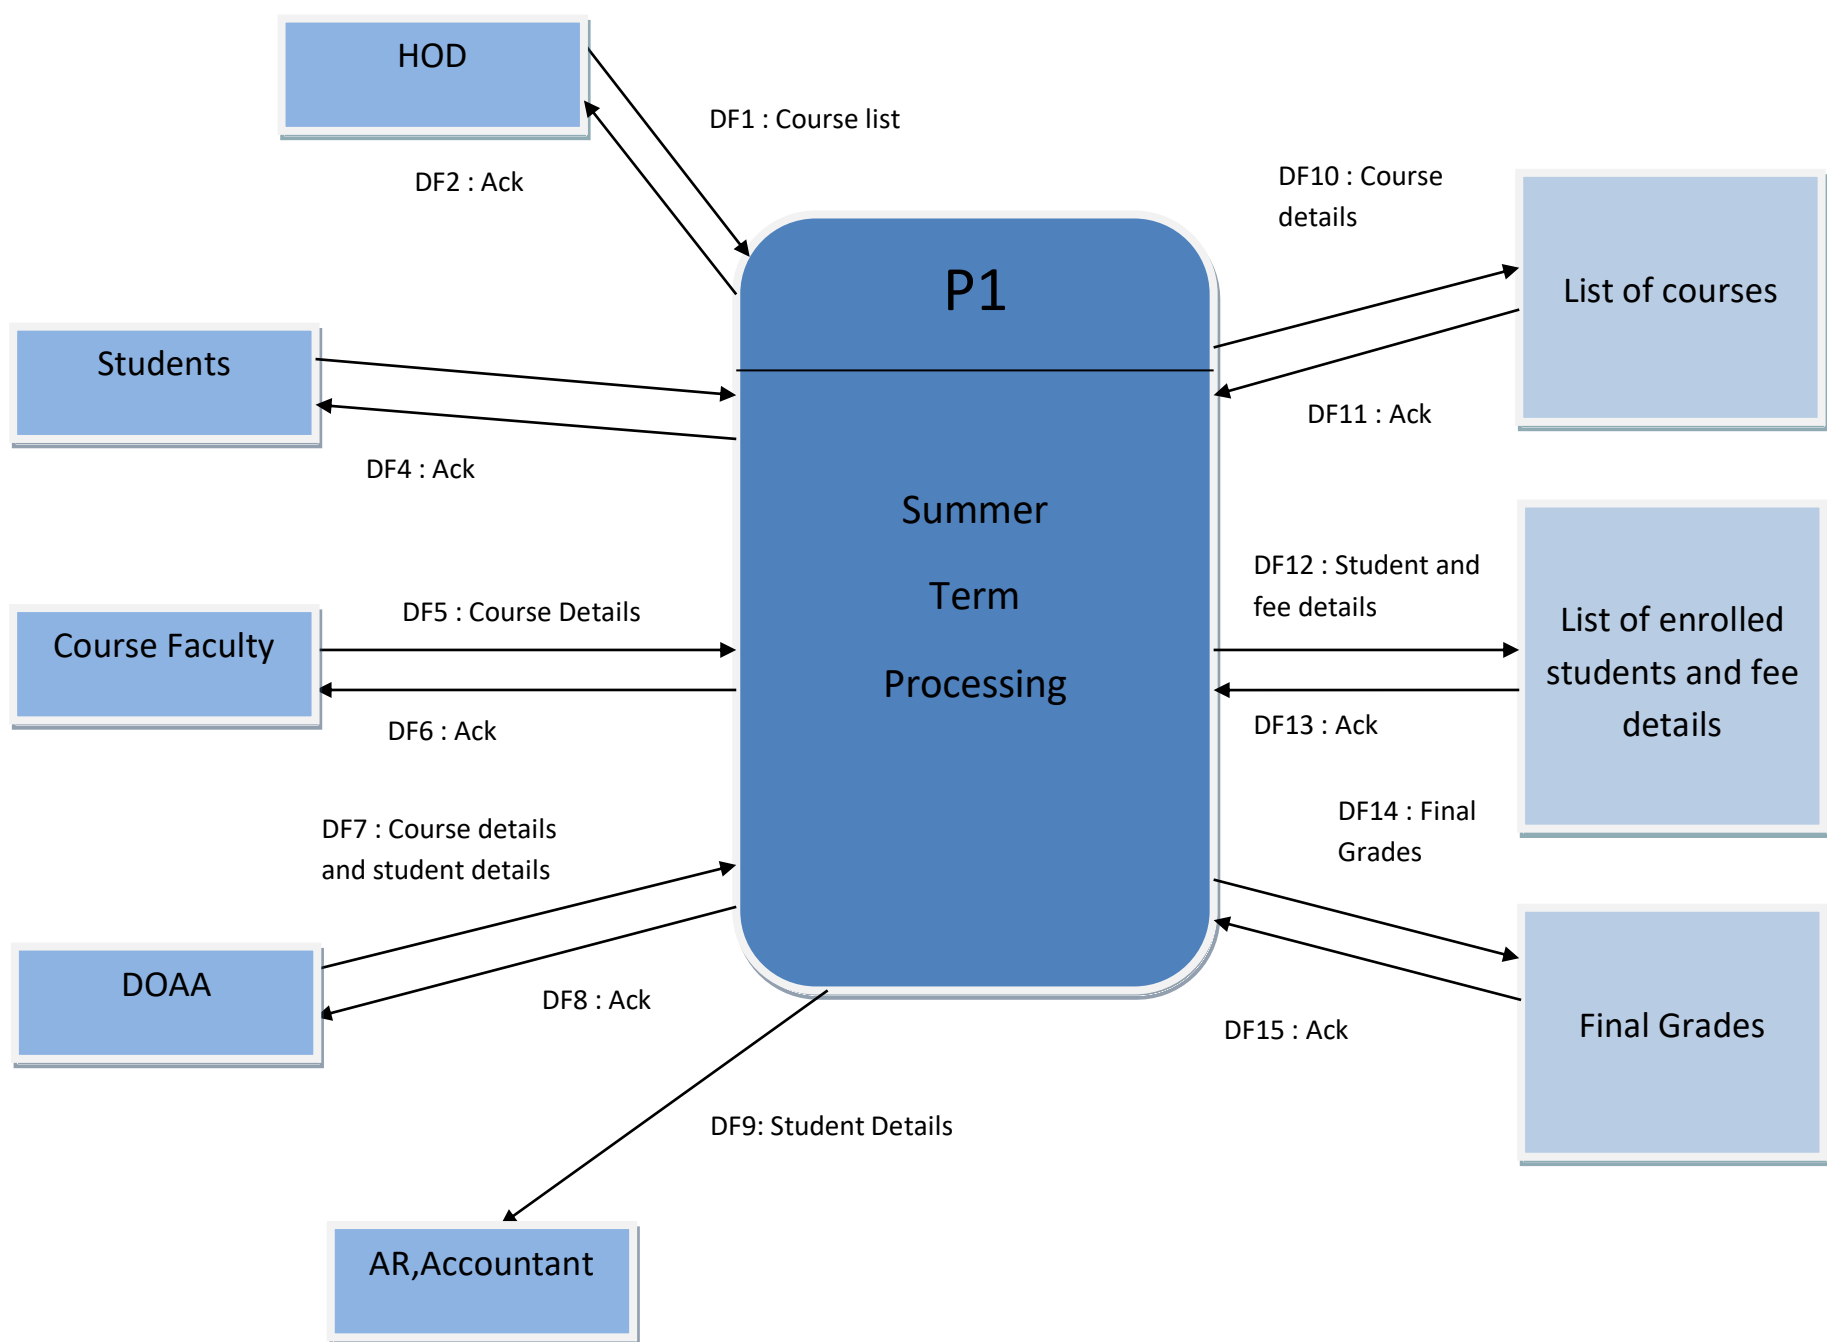 HOD
DF1 : Course list
DF2 : Ack
DF10 : Course
details
P1
List of courses
Students
DF11 : Ack
DF4 : Ack
Summer
Term
Processing
DF12 : Student and
fee details
DF5 : Course Details
Course Faculty
List of enrolled
students and fee
details
DF6 : Ack
DF13 : Ack
DF14 : Final
Grades
DF7 : Course details
and student details
DOAA
DF8 : Ack
DF15 : Ack
Final Grades
DF9: Student Details
AR,Accountant